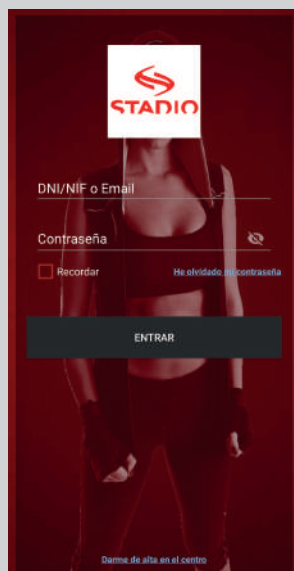 STADIO
DNI/NIF o Email
Contraseña
Recordar
He olvidado mi contraseña
ENTRAR
Darme de alta en el centro